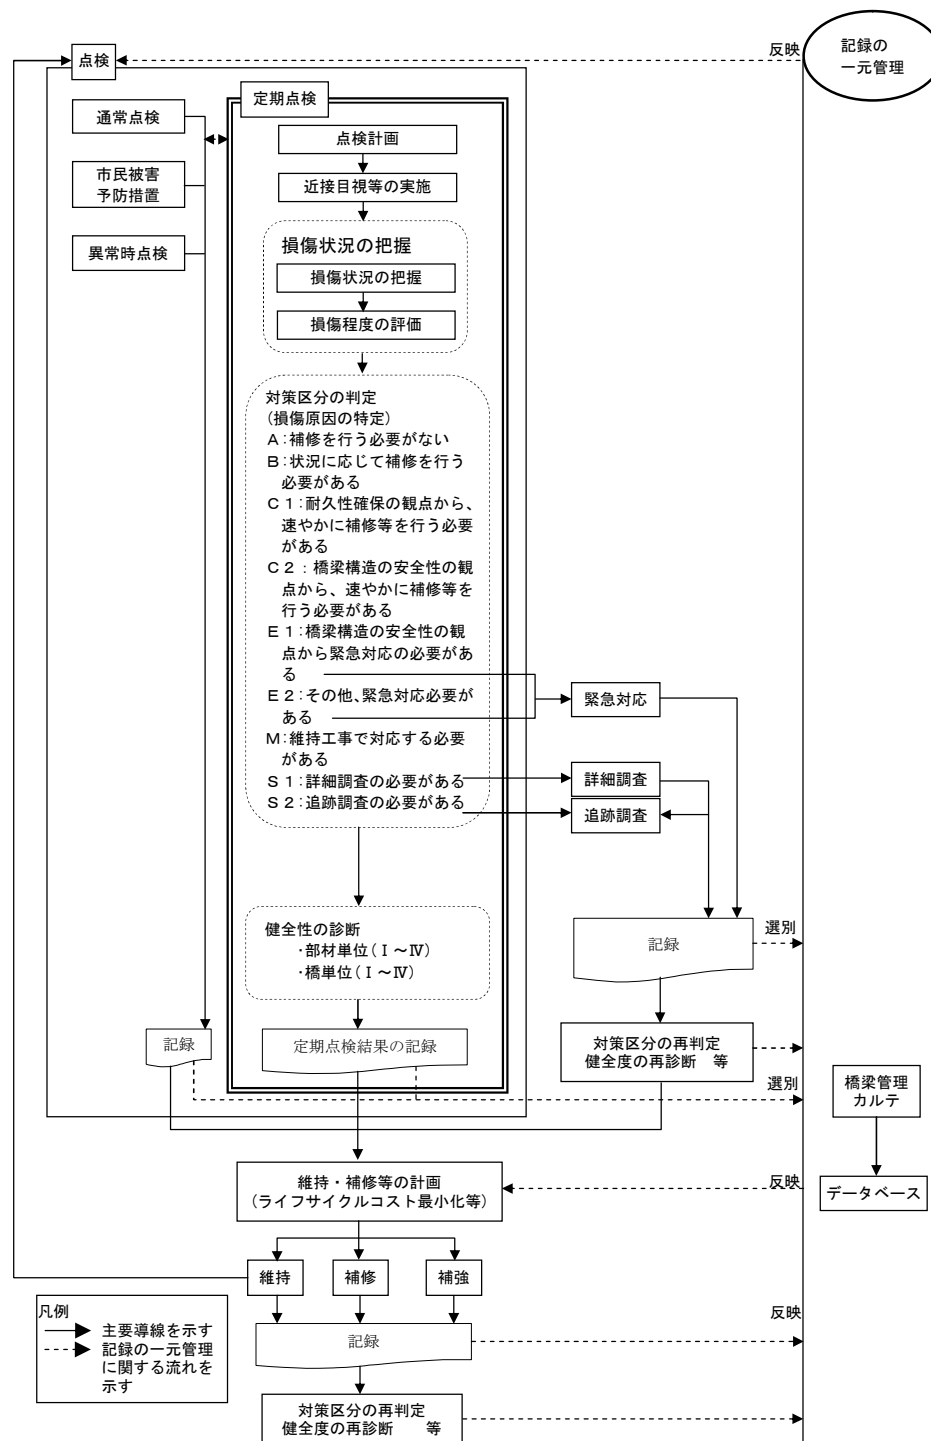 点検
反映
記録の
一元管理
定期点検
通常点検
点検計画
市民被害
予防措置
近接目視等の実施
異常時点検
損傷状況の把握
損傷状況の把握
損傷程度の評価
対策区分の判定
(損傷原因の特定)
A:補修を行う必要がない
B:状況に応じて補修を行う
必要がある
C1:耐久性確保の観点から、
速やかに補修等を行う必要
がある
C2:橋梁構造の安全性の観
点から、速やかに補修等を
行う必要がある
E1:橋梁構造の安全性の観
点から緊急対応の必要があ
る
E2:その他、緊急対応必要が
ある
M:維持工事で対応する必要
がある
S1:詳細調査の必要がある
S2:追跡調査の必要がある
緊急対応
詳細調査
追跡調査
健全性の診断
・部材単位(Ⅰ~Ⅳ)
・橋単位(Ⅰ~Ⅳ)
記録
選別
記録
定期点検結果の記録
対策区分の再判定
健全度の再診断 等
選別
橋梁管理
カルテ
データベース
維持・補修等の計画
(ライフサイクルコスト最小化等)
反映
維持
補修
補強
凡例
主要導線を示す
記録の一元管理
に関する流れを
示す
記録
反映
対策区分の再判定
健全度の再診断 等